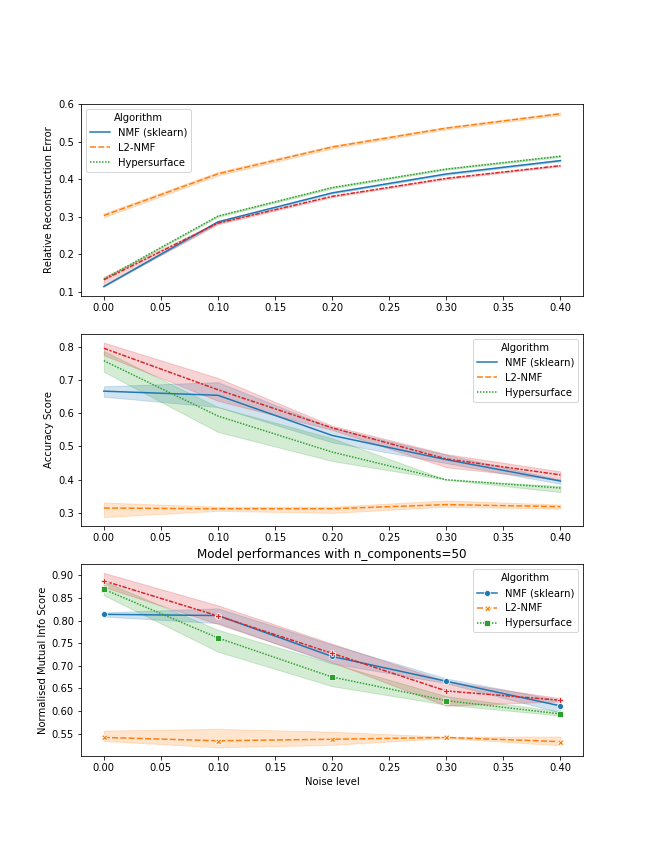 0.6
0.5
0.4
0.3
0.2
0.1
Relative Reconstruction Error
Algorithm
NMF (sklearn)
L2-NMF
Hypersurface
0.00 0.05 0.10 0.15 0.20 0.25 0.30 0.35 0.40
0.8
0.7
0.6
0.5
0.4
0.3
Accuracy Score
Algorithm
NMF (sklearn)
L2-NMF
Hypersurface
0.00 0.05 0.10 0.15 0.20 0.25 0.30 0.35 0.40
Model performances with n_components=50
0.90
0.85
0.80
0.75
0.70
0.65
0.60
0.55
Normalised Mutual Info Score
Algorithm
NMF (sklearn)
L2-NMF
Hypersurface
0.00 0.05 0.10 0.15 0.20 0.25 0.30 0.35 0.40
Noise level